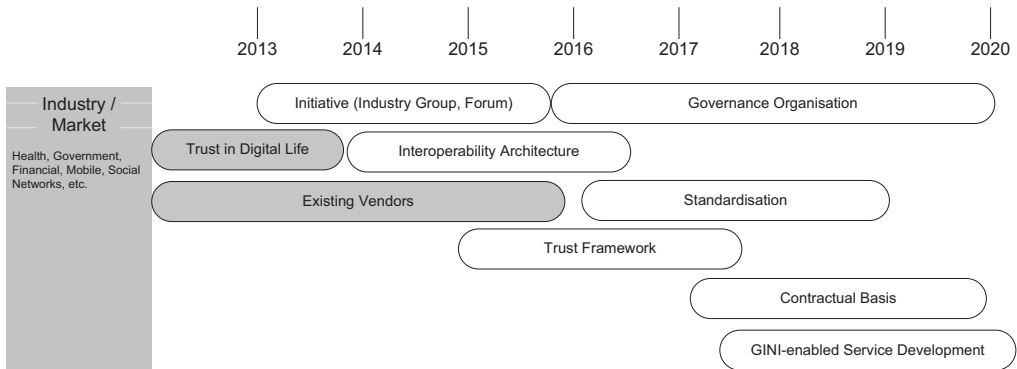 2013 2014 2015 2016 2017 2018 2019 2020
Industry /
Market
Health, Government,
Financial, Mobile, Social
Networks, etc.
Initiative (Industry Group, Forum)
Governance Organisation
Trust in Digital Life
Interoperability Architecture
Existing Vendors
Standardisation
Trust Framework
Contractual Basis
GINI-enabled Service Development